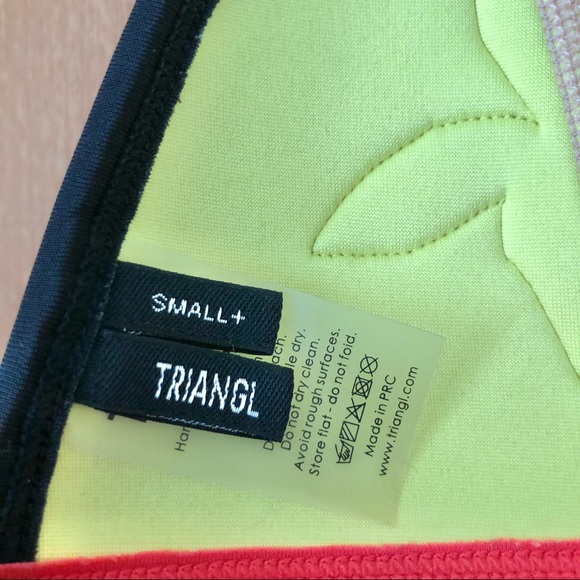 SMALL+
TRIANGL
Do not dry clean.
Avoid rough surfaces.
Store flat - do not fold.
Made in PRC
www.triangl.com